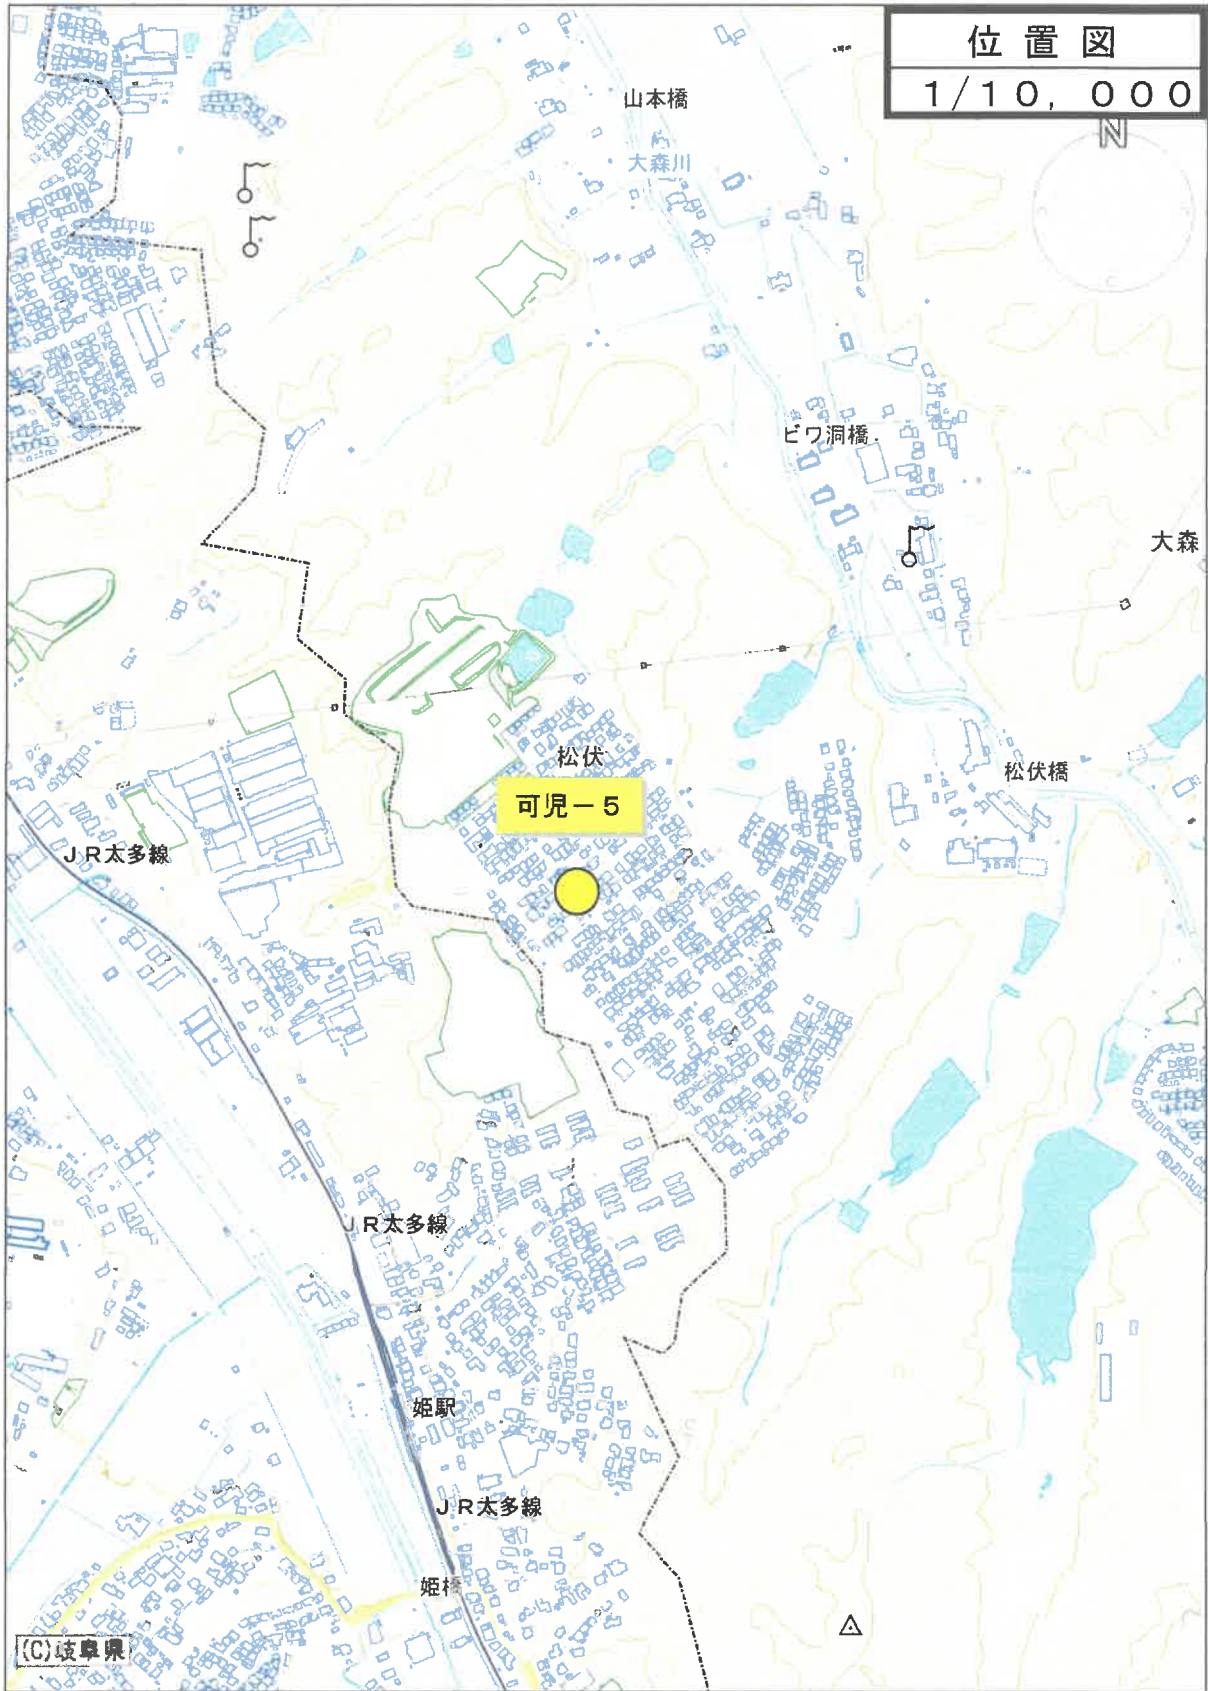 位置図
1/10,000
N
山本橋
大森川
ビワ洞橋
大森
松伏
松伏橋
可児－5
JR太多線
JR太多線
姫駅
JR太多線
姫橋
(C)岐阜県